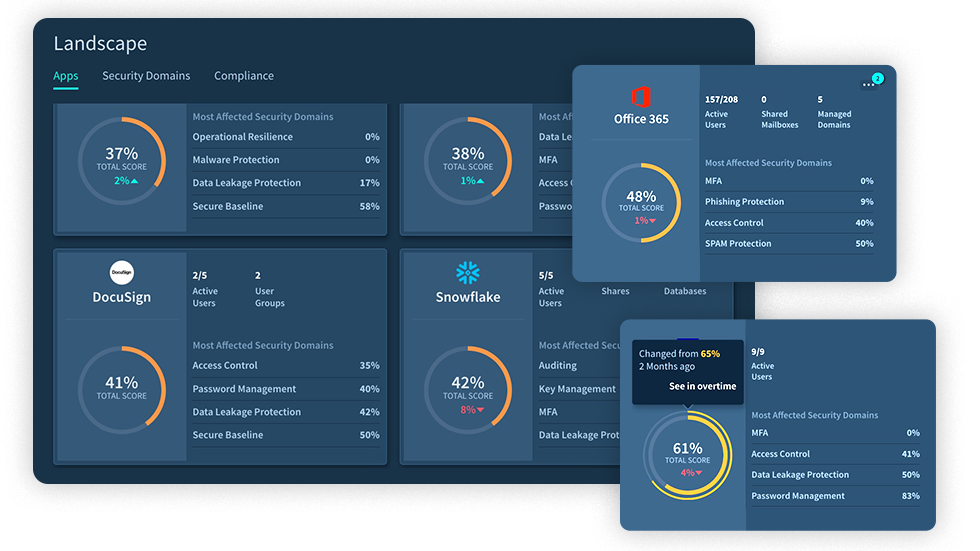 Landscape
Apps Security Domains Compliance
37%
TOTAL SCORE
2%
Most Affected Security Domains
Operational Resilience 0%
Malware Protection 0%
Data Leakage Protection 17%
Secure Baseline 58%
38%
TOTAL SCORE
1%
Most Affected Security Domains
Data Le
MFA
Access C
Passwo
DocuSign
DocuSign
41%
TOTAL SCORE
2/5
Active
Users
2
User
Groups
Most Affected Security Domains
Access Control 35%
Password Management 40%
Data Leakage Protection 42%
Secure Baseline 50%
Snowflake
42%
TOTAL SCORE
8%
5/5
Active
Users
Shares
Databases
Most Affected Secu
Auditing
Key Management
MFA
Data Leakage Prot
Office 365
48%
TOTAL SCORE
1%
2
157/208
Active
Users
0
Shared
Mailboxes
5
Managed
Domains
Most Affected Security Domains
MFA 0%
Phishing Protection 9%
Access Control 40%
SPAM Protection 50%
Changed from 65%
2 Months ago
See in overtime
61%
TOTAL SCORE
4%
9/9
Active
Users
Most Affected Security Domains
MFA 0%
Access Control 41%
Data Leakage Protection 50%
Password Management 83%